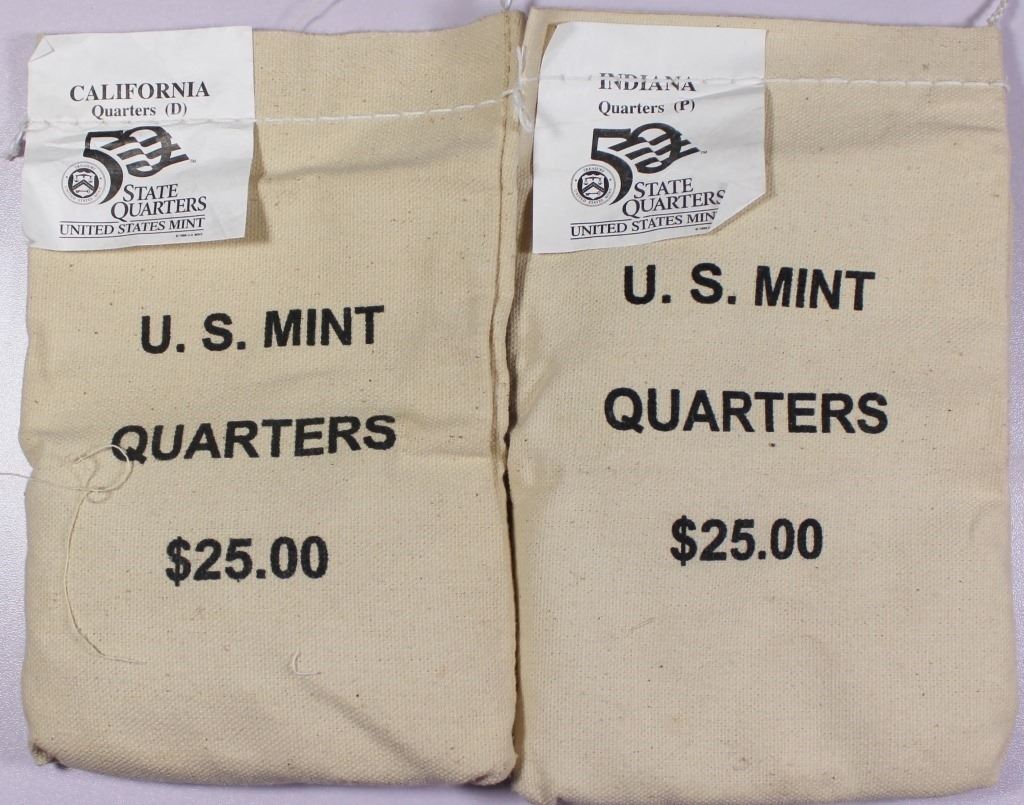 CALIFORNIA
Quarters (D)
50
STATE
QUARTERS
UNITED STATES MINT
U. S. MINT
QUARTERS
$25.00
INDIANA
Quarters (P)
50
STATE
QUARTERS
UNITED STATES MIN
U. S. MINT
QUARTERS
$25.00